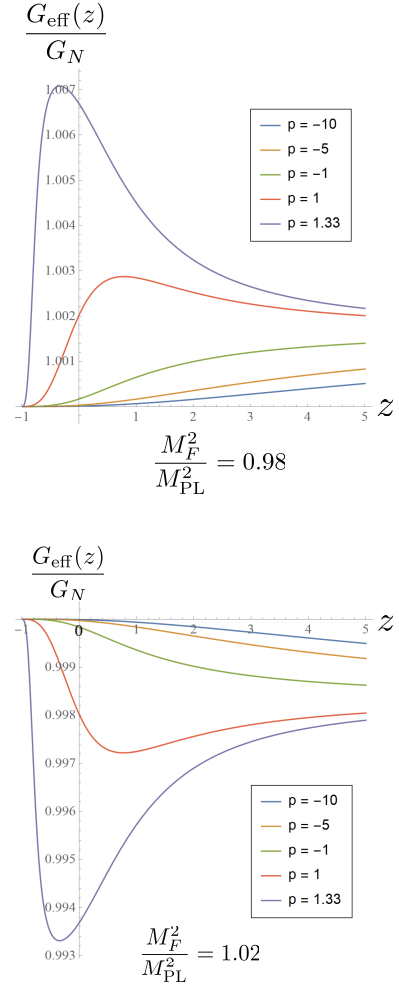 G_eff(z)
G_N
1.007
1.006
1.005
1.004
1.003
1.002
1.001
p = −10
p = −5
p = −1
p = 1
p = 1.33
−1 1 2 3 4 5 z
M_F^2
M_PL^2 = 0.98
G_eff(z)
G_N
−1 0 1 2 3 4 5 z
0.999
0.998
0.997
0.996
0.995
0.994
0.993
p = −10
p = −5
p = −1
p = 1
p = 1.33
M_F^2
M_PL^2 = 1.02